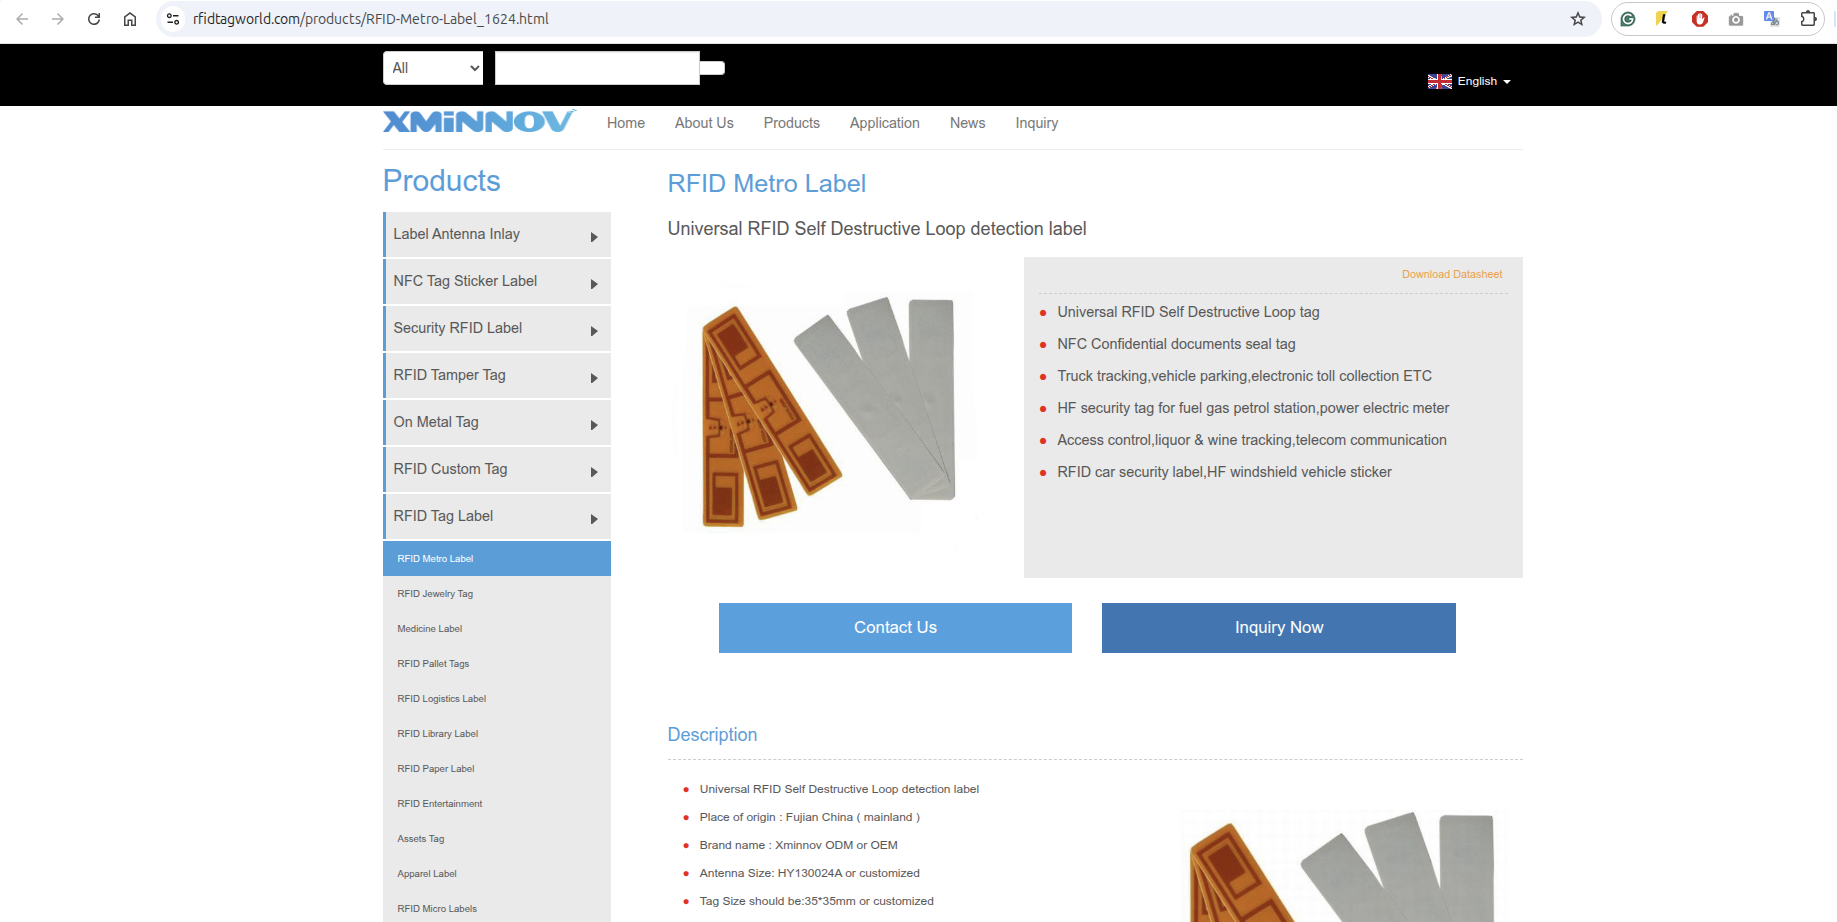 rfidtagworld.com/products/RFID-Metro-Label_1624.html
All
English
XMINNOV
Home
About Us
Products
Application
News
Inquiry
Products
Label Antenna Inlay
NFC Tag Sticker Label
Security RFID Label
RFID Tamper Tag
On Metal Tag
RFID Custom Tag
RFID Tag Label
RFID Metro Label
RFID Jewelry Tag
Medicine Label
RFID Pallet Tags
RFID Logistics Label
RFID Library Label
RFID Paper Label
RFID Entertainment
Assets Tag
Apparel Label
RFID Micro Labels
RFID Metro Label
Universal RFID Self Destructive Loop detection label
Download Datasheet
Universal RFID Self Destructive Loop tag
NFC Confidential documents seal tag
Truck tracking,vehicle parking,electronic toll collection ETC
HF security tag for fuel gas petrol station,power electric meter
Access control,liquor & wine tracking,telecom communication
RFID car security label,HF windshield vehicle sticker
Contact Us
Inquiry Now
Description
Universal RFID Self Destructive Loop detection label
Place of origin : Fujian China ( mainland )
Brand name : Xminnov ODM or OEM
Antenna Size: HY130024A or customized
Tag Size should be:35*35mm or customized